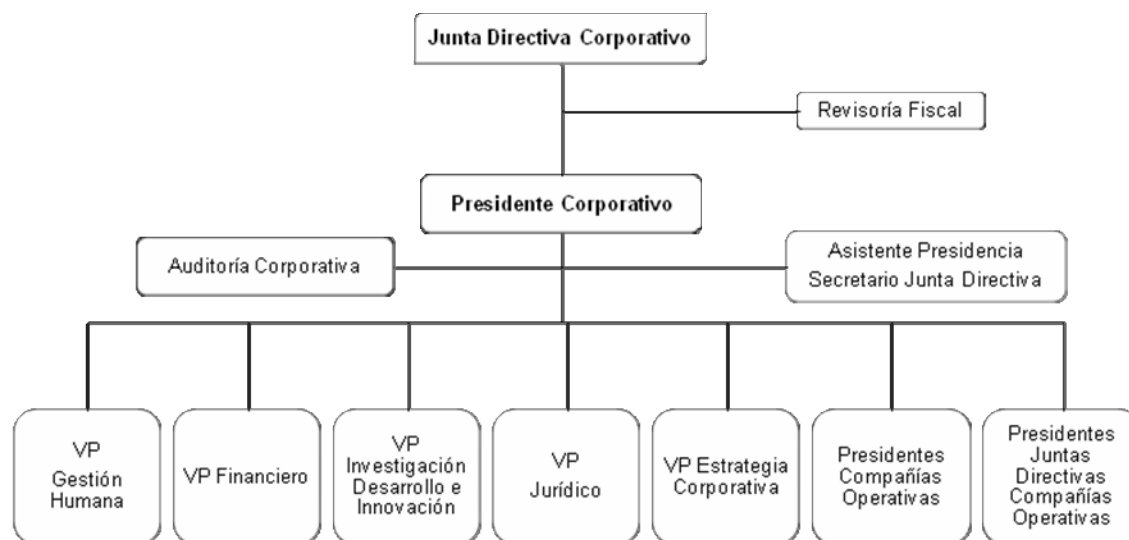 Junta Directiva Corporativo
Revisoría Fiscal
Presidente Corporativo
Auditoría Corporativa
Asistente Presidencia
Secretario Junta Directiva
VP
Gestión
Humana
VP Financiero
VP
Investigación
Desarrollo e
Innovación
VP
Jurídico
VP Estrategia
Corporativa
Presidentes
Compañías
Operativas
Presidentes
Juntas
Directivas
Compañías
Operativas